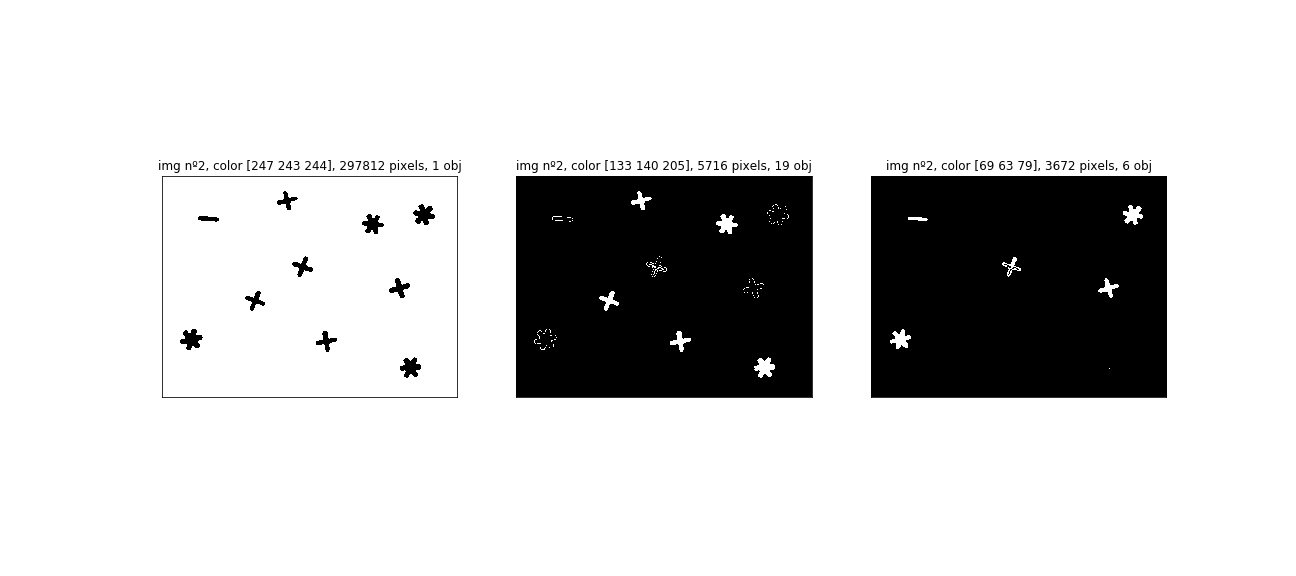 img nº2, color [247 243 244], 297812 pixels, 1 obj
img nº2, color [133 140 205], 5716 pixels, 19 obj
img nº2, color [69 63 79], 3672 pixels, 6 obj